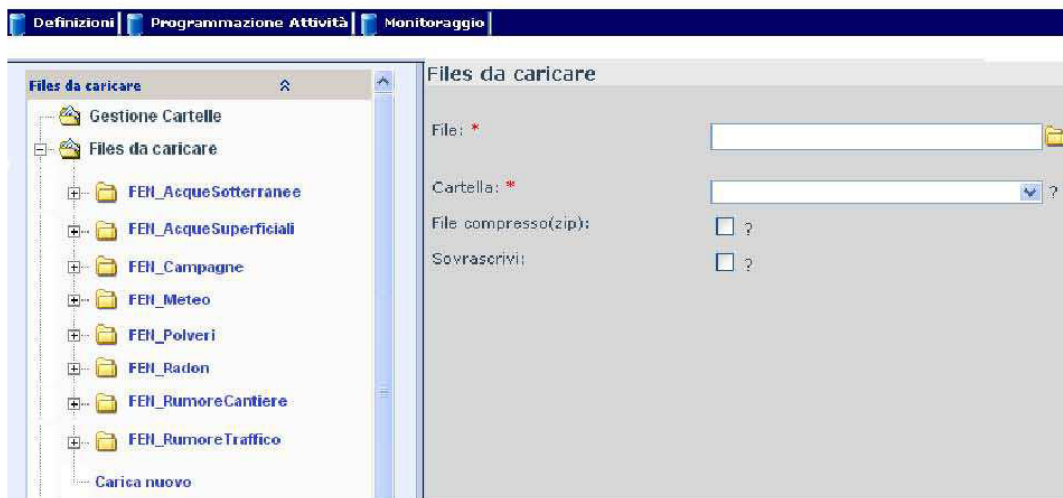 Definizioni Programmazione Attività Monitoraggio
Files da caricare
Gestione Cartelle
Files da caricare
FEN_AcqueSotterranee
FEN_AcqueSuperficiali
FEN_Campagne
FEN_Meteo
FEN_Polveri
FEN_Radon
FEN_RumoreCantiere
FEN_RumoreTraffico
Carica nuovo
Files da caricare
File: *
Cartella: * ?
File compresso(zip): ?
Sovrascrivi: ?